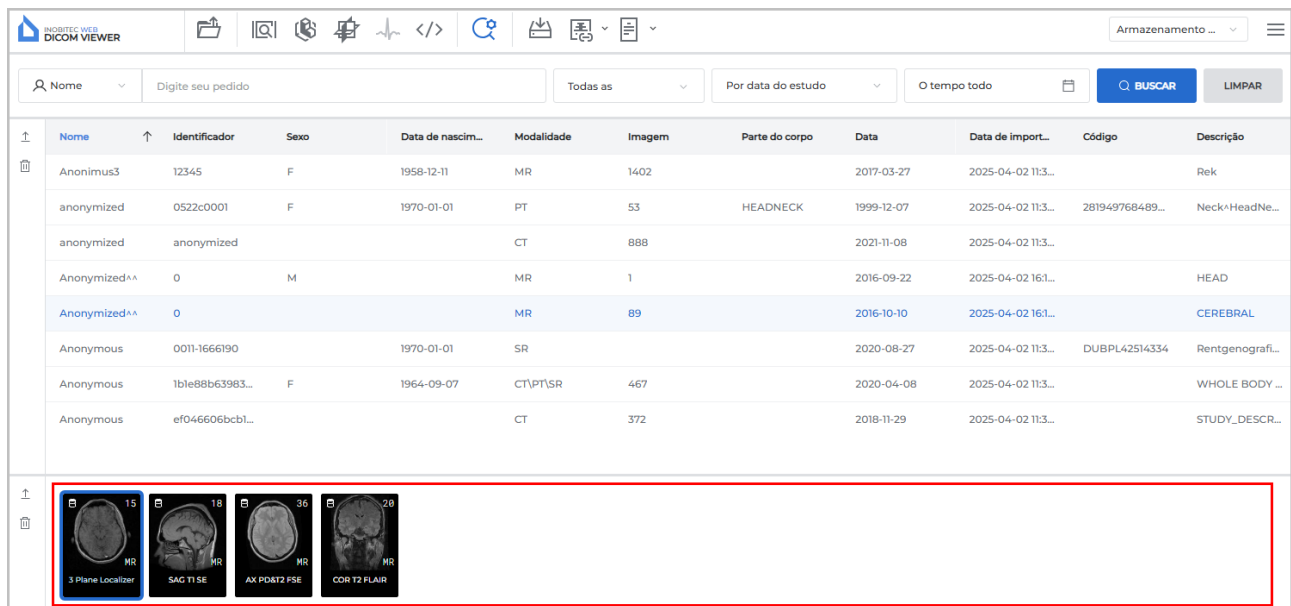 INOBITEC WEB
DICOM VIEWER
</>
Armazenamento ...
Nome Digite seu pedido Todas as Por data do estudo O tempo todo BUSCAR LIMPAR
Nome Identificador Sexo Data de nascim... Modalidade Imagem Parte do corpo Data Data de import... Código Descrição
Anonimus3 12345 F 1958-12-11 MR 1402 2017-03-27 2025-04-02 11:3... Rek
anonymized 0522c0001 F 1970-01-01 PT 53 HEADNECK 1999-12-07 2025-04-02 11:3... 281949768489... Neck^HeadNe...
anonymized anonymized CT 888 2021-11-08 2025-04-02 11:3...
Anonymized^^ 0 M MR 1 2016-09-22 2025-04-02 16:1... HEAD
Anonymized^^ 0 MR 89 2016-10-10 2025-04-02 16:1... CEREBRAL
Anonymous 0011-1666190 1970-01-01 SR 2020-08-27 2025-04-02 11:3... DUBPL42514334 Rentgenografi...
Anonymous 1b1e88b63983... F 1964-09-07 CT\PT\SR 467 2020-04-08 2025-04-02 11:3... WHOLE BODY ...
Anonymous ef046606bcb1... CT 372 2018-11-29 2025-04-02 11:3... STUDY_DESCR...
15 18 36 20
MR MR MR MR
3 Plane Localizer SAG T1 SE AX PD&T2 FSE COR T2 FLAIR